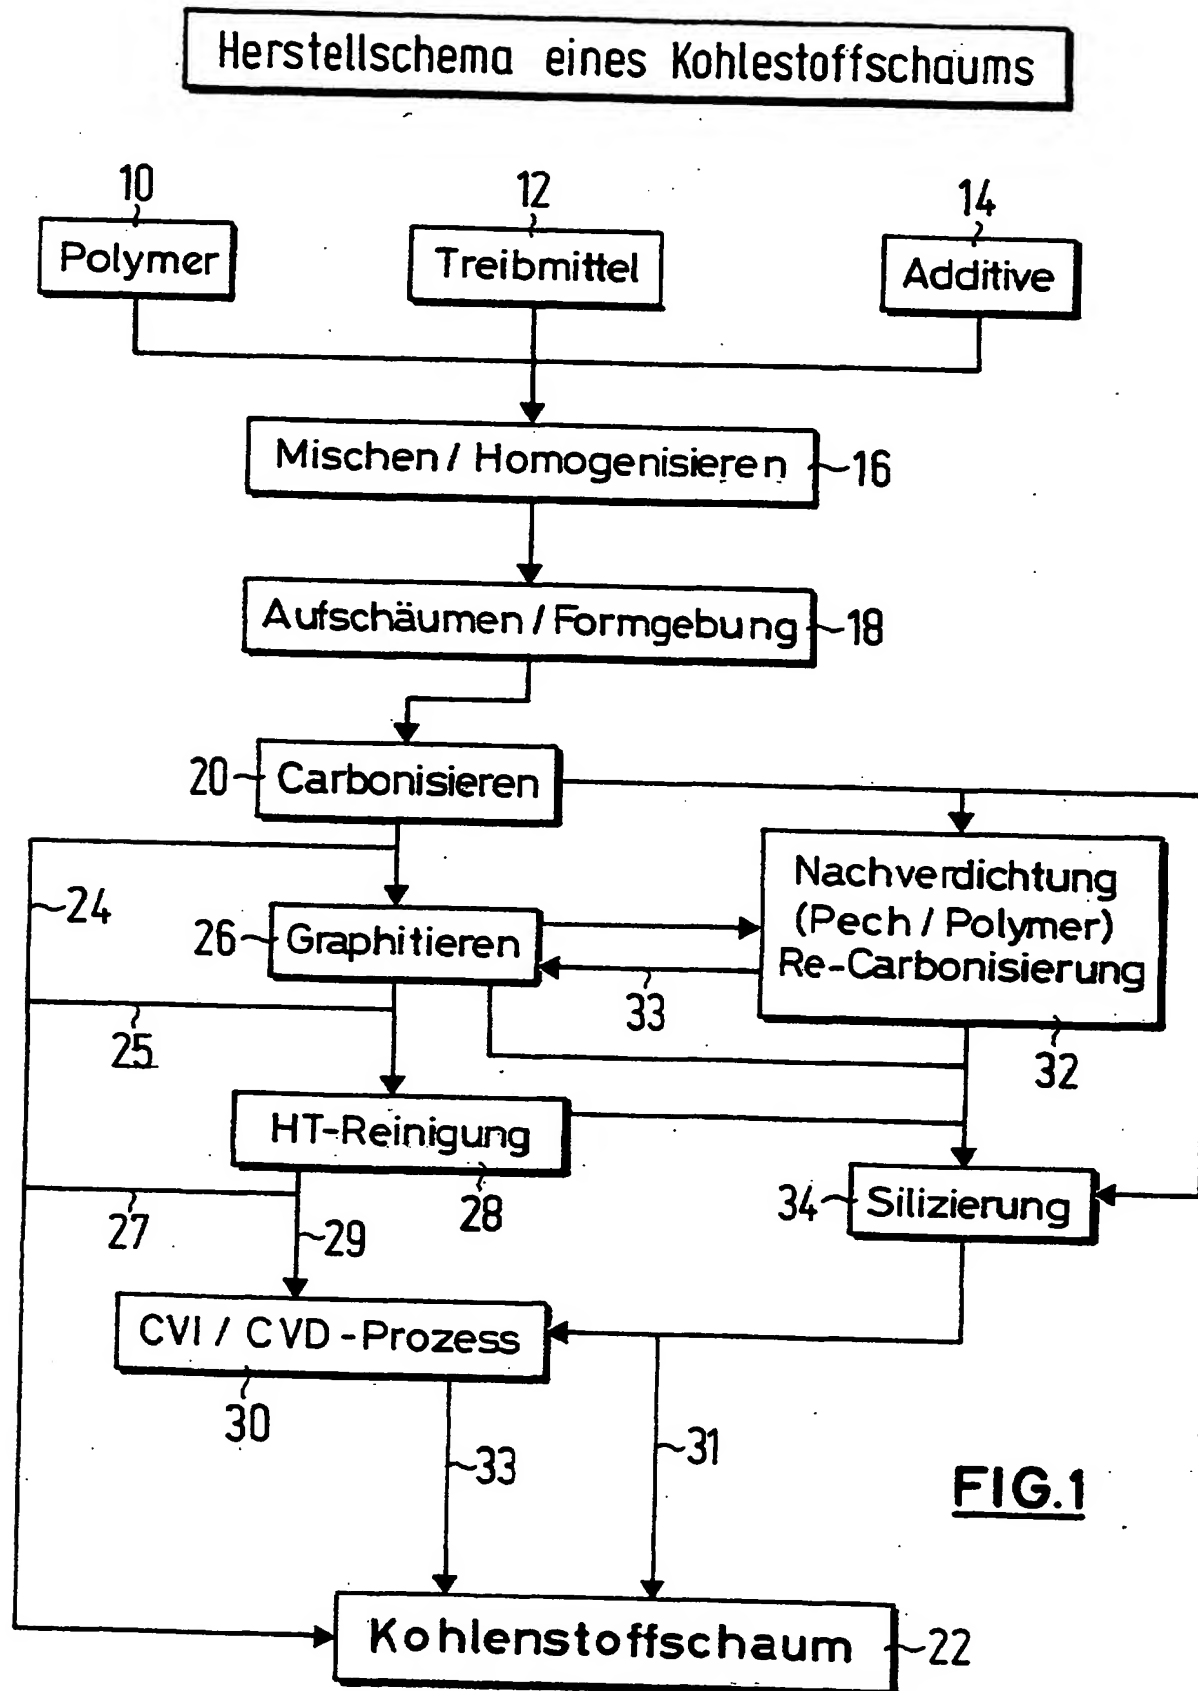 Herstellschema eines Kohlestoffschaums
10
12
14
Polymer
Treibmittel
Additive
Mischen / Homogenisieren
16
Aufschäumen / Formgebung
18
20
Carbonisieren
24
26
Graphitieren
Nachverdichtung
(Pech / Polymer)
Re-Carbonisierung
33
25
32
HT-Reinigung
27
29
28
34
Silizierung
CVI / CVD-Prozess
30
33
31
FIG.1
Kohlenstoffschaum
22